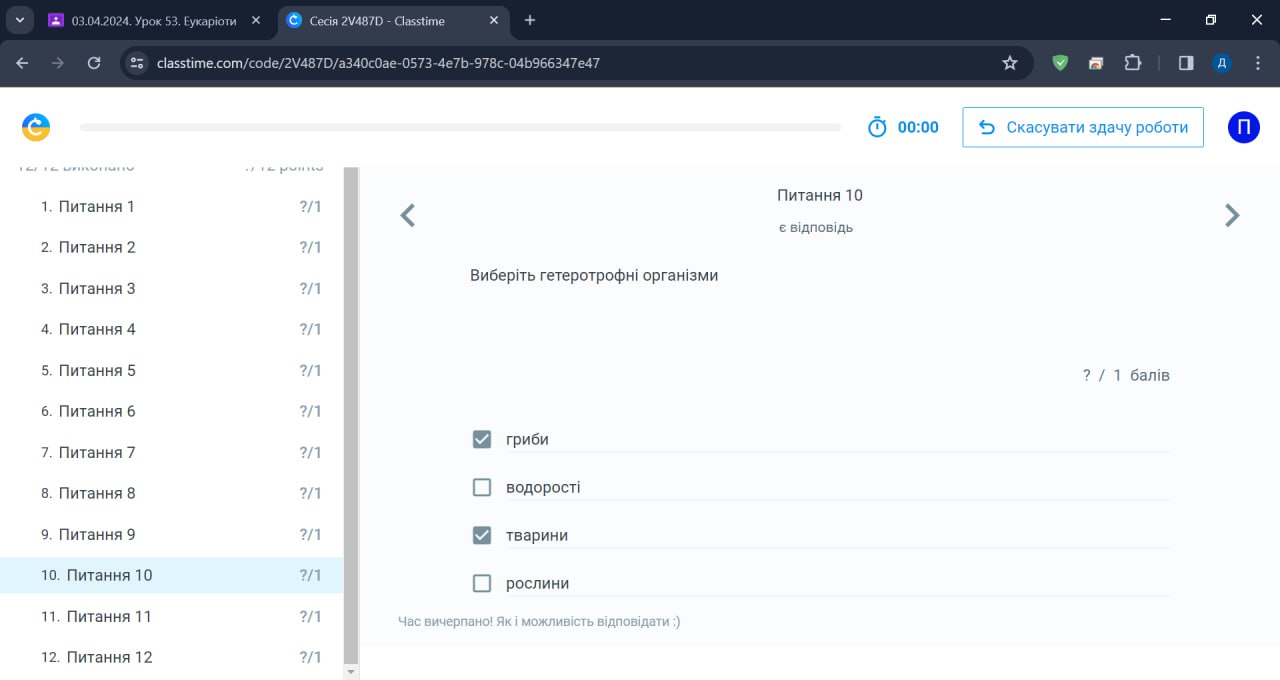 03.04.2024. Урок 53. Еукаріоти
Сесія 2V487D - Classtime
classtime.com/code/2V487D/a340c0ae-0573-4e7b-978c-04b966347e47
Д
00:00
Скасувати здачу роботи
П
12/12 виконано ?/12 points
1. Питання 1 ?/1
2. Питання 2 ?/1
3. Питання 3 ?/1
4. Питання 4 ?/1
5. Питання 5 ?/1
6. Питання 6 ?/1
7. Питання 7 ?/1
8. Питання 8 ?/1
9. Питання 9 ?/1
10. Питання 10 ?/1
11. Питання 11 ?/1
12. Питання 12 ?/1
Питання 10
є відповідь
Виберіть гетеротрофні організми
? / 1 балів
гриби
водорості
тварини
рослини
Час вичерпано! Як і можливість відповідати :)